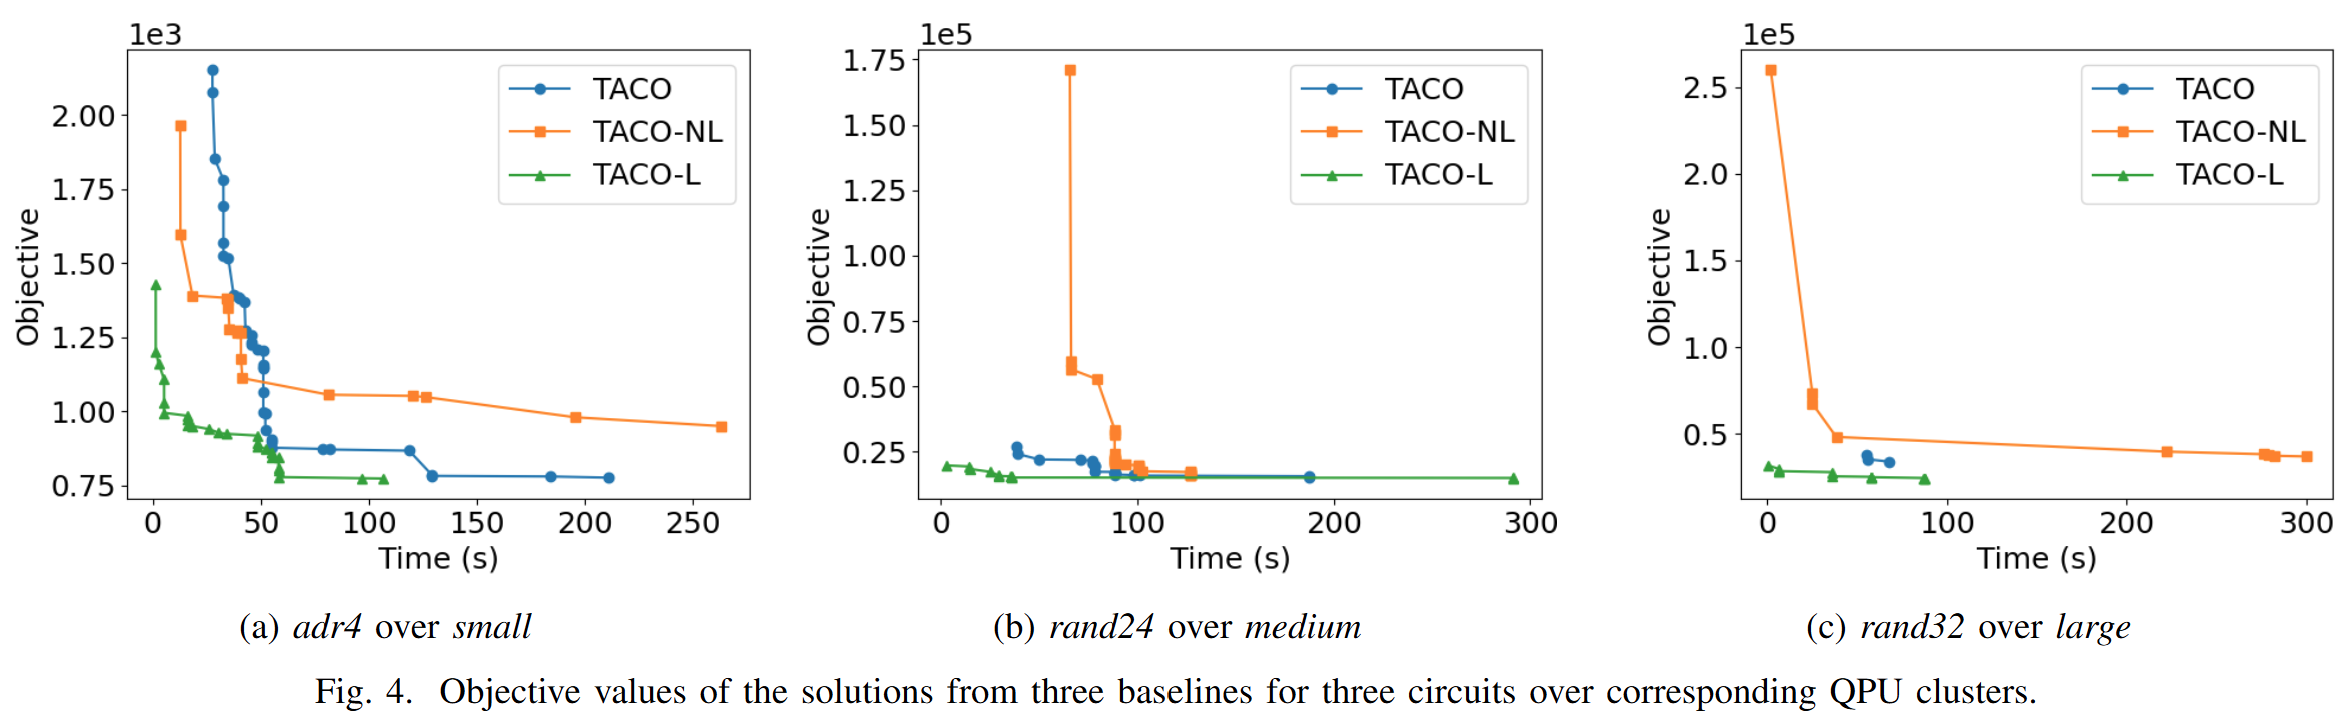 1e3
2.00
1.75
1.50
1.25
1.00
0.75
Objective
0 50 100 150 200 250
Time (s)
TACO
TACO-NL
TACO-L
(a) adr4 over small
1e5
1.75
1.50
1.25
1.00
0.75
0.50
0.25
Objective
0 100 200 300
Time (s)
TACO
TACO-NL
TACO-L
(b) rand24 over medium
1e5
2.5
2.0
1.5
1.0
0.5
Objective
0 100 200 300
Time (s)
TACO
TACO-NL
TACO-L
(c) rand32 over large
Fig. 4. Objective values of the solutions from three baselines for three circuits over corresponding QPU clusters.